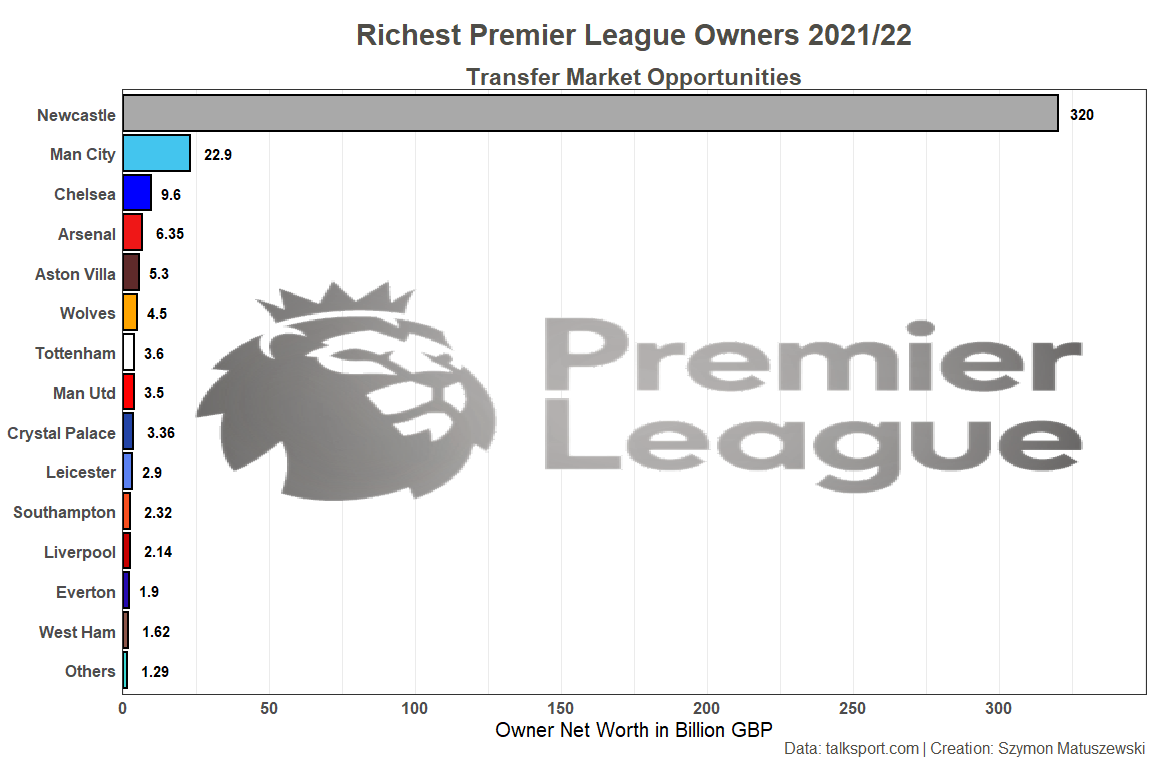 Richest Premier League Owners 2021/22
Transfer Market Opportunities
Newcastle 320
Man City 22.9
Chelsea 9.6
Arsenal 6.35
Aston Villa 5.3
Wolves 4.5
Tottenham 3.6
Man Utd 3.5
Crystal Palace 3.36
Leicester 2.9
Southampton 2.32
Liverpool 2.14
Everton 1.9
West Ham 1.62
Others 1.29
Premier
League
0 50 100 150 200 250 300
Owner Net Worth in Billion GBP
Data: talksport.com | Creation: Szymon Matuszewski